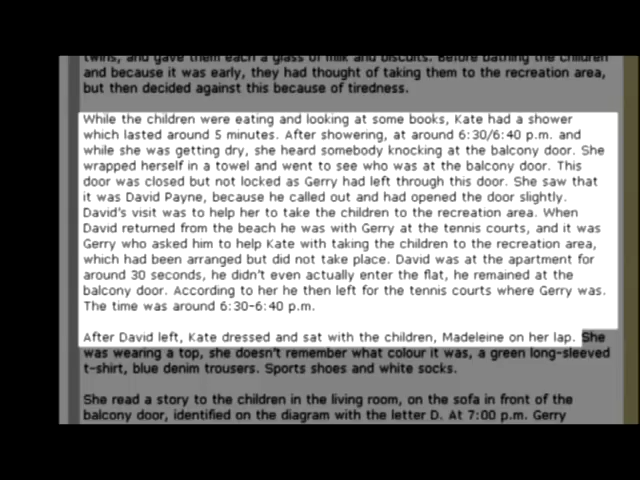 twins, and gave them each a glass of milk and biscuits. Before bathing the children
and because it was early, they had thought of taking them to the recreation area,
but then decided against this because of tiredness.
While the children were eating and looking at some books, Kate had a shower
which lasted around 5 minutes. After showering, at around 6:30/6:40 p.m. and
while she was getting dry, she heard somebody knocking at the balcony door. She
wrapped herself in a towel and went to see who was at the balcony door. This
door was closed but not locked as Gerry had left through this door. She saw that
it was David Payne, because he called out and had opened the door slightly.
David's visit was to help her to take the children to the recreation area. When
David returned from the beach he was with Gerry at the tennis courts, and it was
Gerry who asked him to help Kate with taking the children to the recreation area,
which had been arranged but did not take place. David was at the apartment for
around 30 seconds, he didn't even actually enter the flat, he remained at the
balcony door. According to her he then left for the tennis courts where Gerry was.
The time was around 6:30-6:40 p.m.
After David left, Kate dressed and sat with the children, Madeleine on her lap. She
was wearing a top, she doesn't remember what colour it was, a green long-sleeved
t-shirt, blue denim trousers. Sports shoes and white socks.
She read a story to the children in the living room, on the sofa in front of the
balcony door, identified on the diagram with the letter D. At 7:00 p.m. Gerry